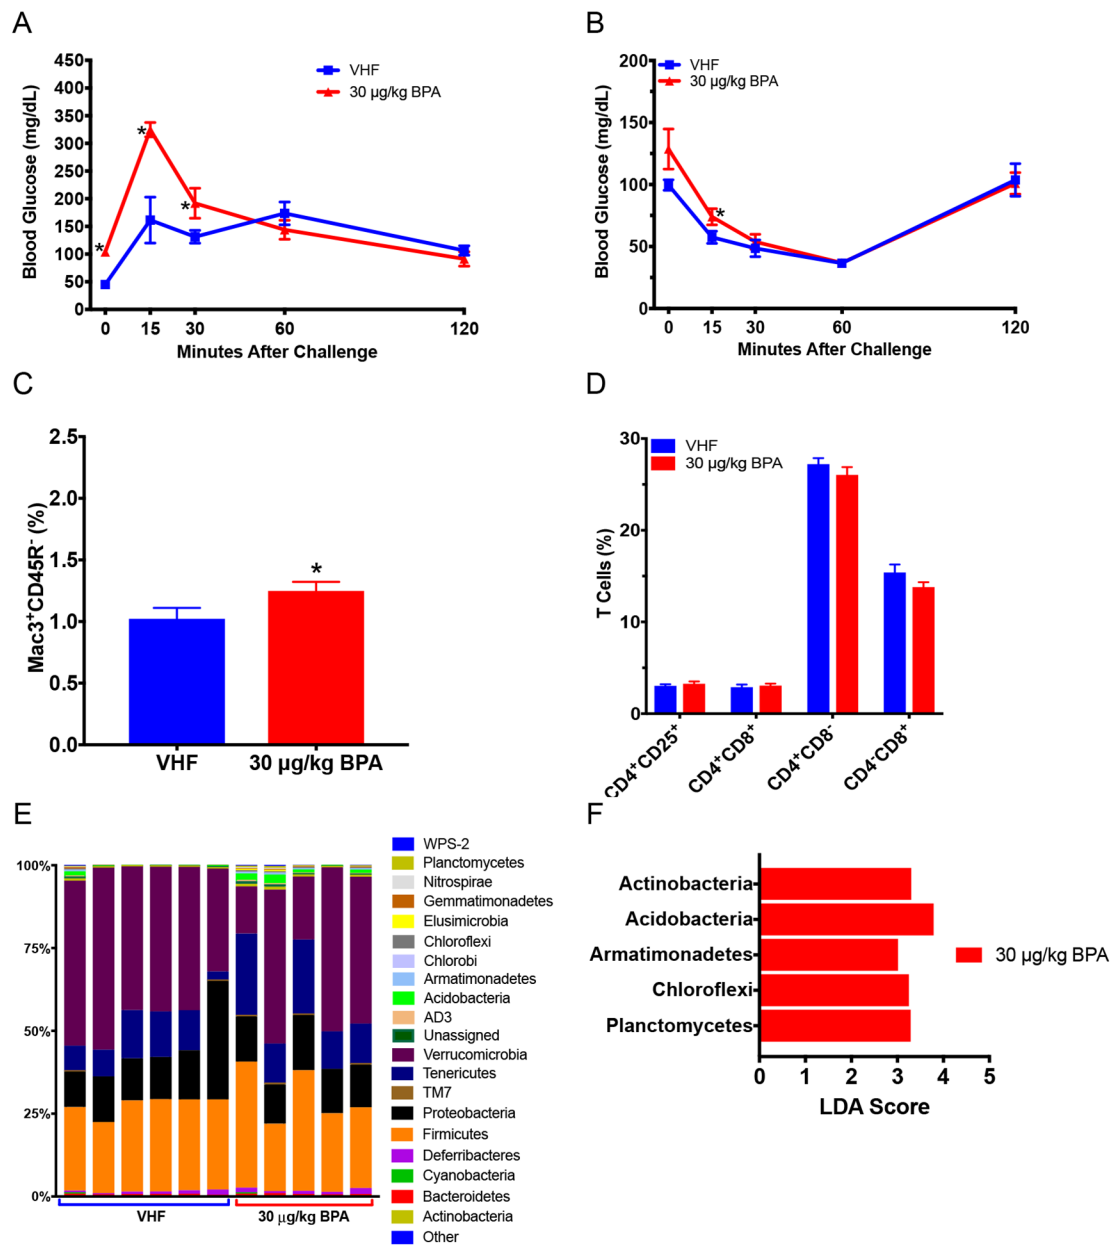 A
450
400
350
300
250
200
150
100
50
0
Blood Glucose (mg/dL)
VHF
30 µg/kg BPA
*
*
*
0 15 30 60 120
Minutes After Challenge
B
200
150
100
50
0
Blood Glucose (mg/dL)
VHF
30 µg/kg BPA
*
0 15 30 60 120
Minutes After Challenge
C
2.5
2.0
1.5
1.0
0.5
0.0
Mac3⁺CD45R⁻ (%)
*
VHF 30 µg/kg BPA
D
30
20
10
0
T Cells (%)
VHF
30 µg/kg BPA
CD4⁺CD25⁺
CD4⁺CD8⁺
CD4⁺CD8⁻
CD4⁻CD8⁺
E
100%
75%
50%
25%
0%
VHF 30 µg/kg BPA
WPS-2
Planctomycetes
Nitrospirae
Gemmatimonadetes
Elusimicrobia
Chloroflexi
Chlorobi
Armatimonadetes
Acidobacteria
AD3
Unassigned
Verrucomicrobia
Tenericutes
TM7
Proteobacteria
Firmicutes
Deferribacteres
Cyanobacteria
Bacteroidetes
Actinobacteria
Other
F
Actinobacteria
Acidobacteria
Armatimonadetes
Chloroflexi
Planctomycetes
30 µg/kg BPA
0 1 2 3 4 5
LDA Score